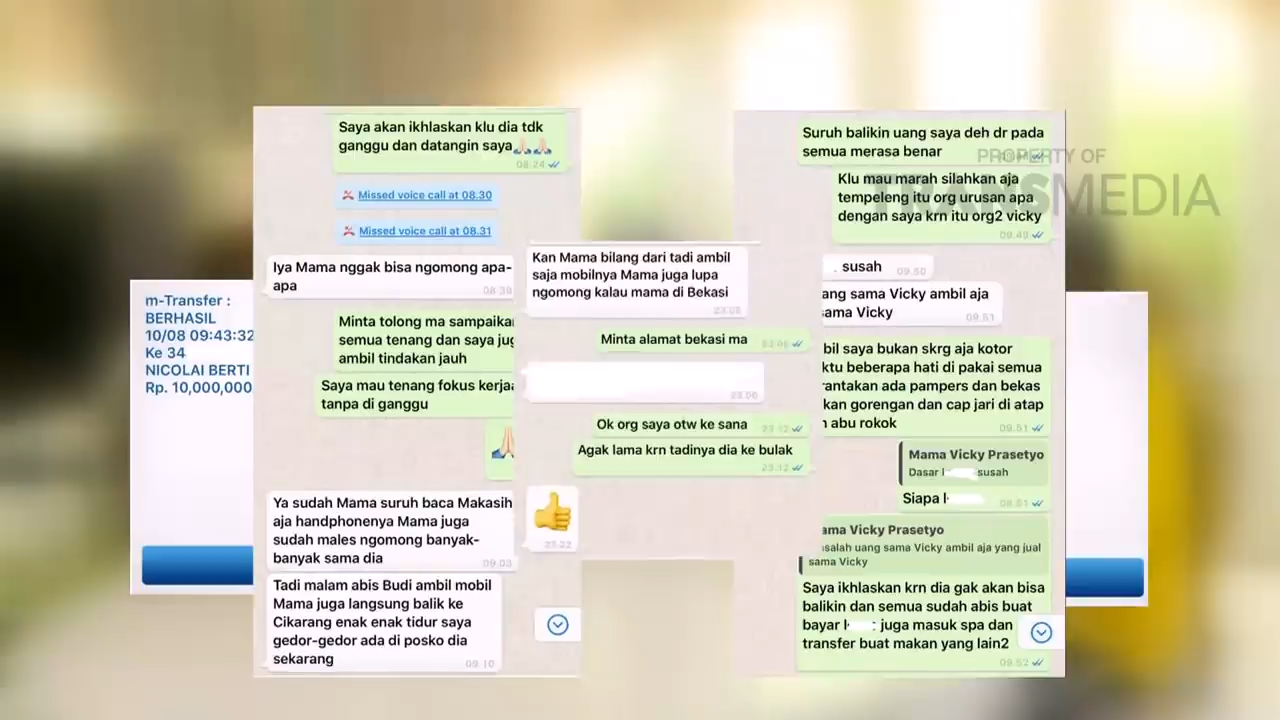 PROPERTY OF
TRANSMEDIA
m-Transfer :
BERHASIL
10/08 09:43:32
Ke 34
NICOLAI BERTI
Rp. 10,000,000
Saya akan ikhlaskan klu dia tdk
ganggu dan datangin saya🙏🏻🙏🏻
08.24
Missed voice call at 08.30
Missed voice call at 08.31
Iya Mama nggak bisa ngomong apa-
apa
08.39
Minta tolong ma sampaikan
semua tenang dan saya jug
ambil tindakan jauh
Saya mau tenang fokus kerja
tanpa di ganggu
🙏🏻
Ya sudah Mama suruh baca Makasih
aja handphonenya Mama juga
sudah males ngomong banyak-
banyak sama dia
09.03
Tadi malam abis Budi ambil mobil
Mama juga langsung balik ke
Cikarang enak enak tidur saya
gedor-gedor ada di posko dia
sekarang
09.10
Kan Mama bilang dari tadi ambil
saja mobilnya Mama juga lupa
ngomong kalau mama di Bekasi
23.05
Minta alamat bekasi ma
23.06
23.06
Ok org saya otw ke sana
23.12
Agak lama krn tadinya dia ke bulak
23.12
👍
23.22
Suruh balikin uang saya deh dr pada
semua merasa benar
Klu mau marah silahkan aja
tempeleng itu org urusan apa
dengan saya krn itu org2 vicky
09.49
susah
09.50
ang sama Vicky ambil aja
sama Vicky
09.51
bil saya bukan skrg aja kotor
ktu beberapa hati di pakai semua
rantakan ada pampers dan bekas
kan gorengan dan cap jari di atap
abu rokok
09.51
Mama Vicky Prasetyo
Dasar l susah
Siapa l
09.51
ama Vicky Prasetyo
salah uang sama Vicky ambil aja yang jual
sama Vicky
Saya ikhlaskan krn dia gak akan bisa
balikin dan semua sudah abis buat
bayar l juga masuk spa dan
transfer buat makan yang lain2
09.52